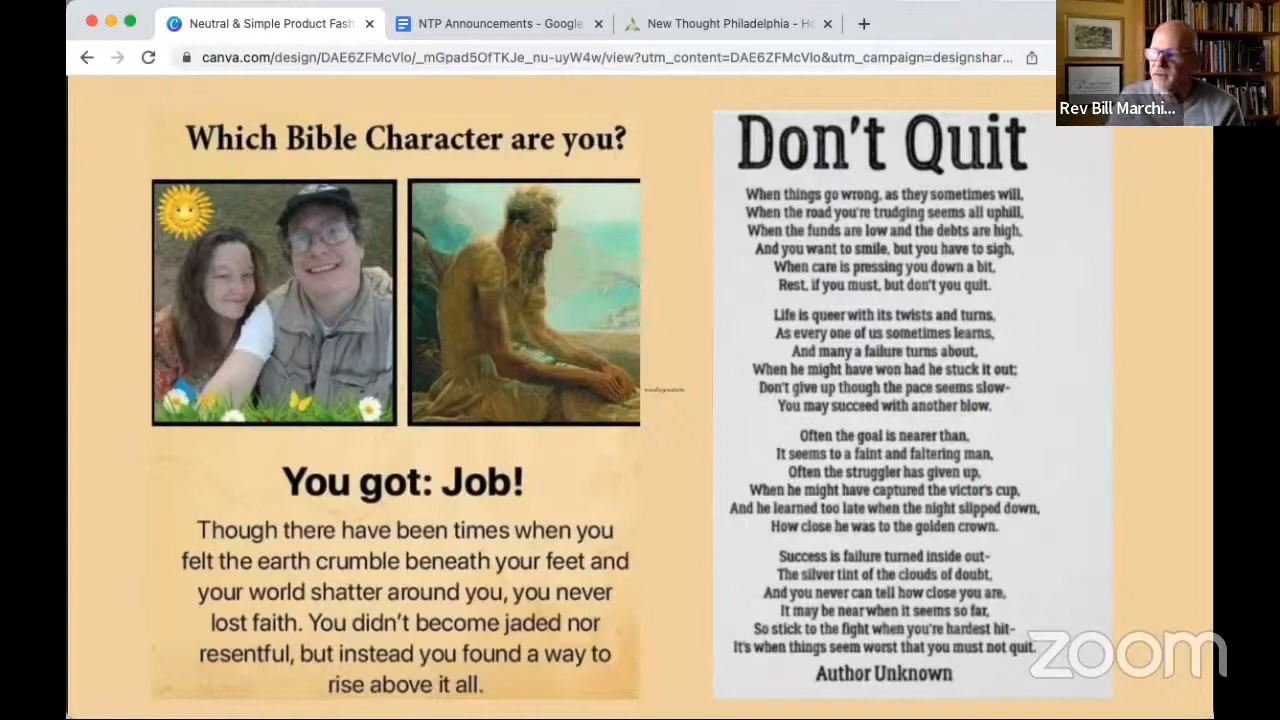 Neutral & Simple Product Fash
NTP Announcements - Google
New Thought Philadelphia - Ho
canva.com/design/DAE6ZFMcVlo/_mGpad5OfTKJe_nu-uyW4w/view?utm_content=DAE6ZFMcVlo&utm_campaign=designshar...
Rev Bill Marchi...
Which Bible Character are you?
You got: Job!
Though there have been times when you
felt the earth crumble beneath your feet and
your world shatter around you, you never
lost faith. You didn't become jaded nor
resentful, but instead you found a way to
rise above it all.
Don't Quit
When things go wrong, as they sometimes will,
When the road you're trudging seems all uphill,
When the funds are low and the debts are high,
And you want to smile, but you have to sigh,
When care is pressing you down a bit,
Rest, if you must, but don't you quit.
Life is queer with its twists and turns,
As every one of us sometimes learns,
And many a failure turns about,
When he might have won had he stuck it out;
Don't give up though the pace seems slow-
You may succeed with another blow.
Often the goal is nearer than,
It seems to a faint and faltering man,
Often the struggler has given up,
When he might have captured the victor's cup,
And he learned too late when the night slipped down,
How close he was to the golden crown.
Success is failure turned inside out-
The silver tint of the clouds of doubt,
And you never can tell how close you are,
It may be near when it seems so far,
So stick to the fight when you're hardest hit-
It's when things seem worst that you must not quit.
Author Unknown
zoom